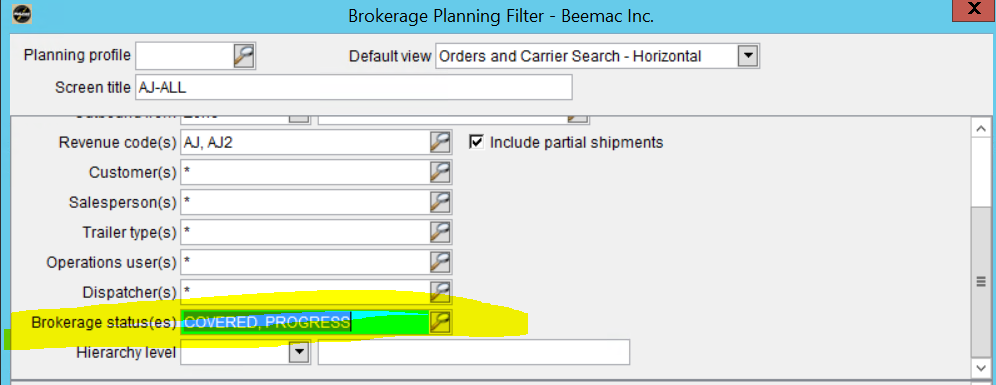 Brokerage Planning Filter - Beemac Inc. X
Planning profile Default view Orders and Carrier Search - Horizontal
Screen title AJ-ALL
Revenue code(s) AJ, AJ2 Include partial shipments
Customer(s) *
Salesperson(s) *
Trailer type(s) *
Operations user(s) *
Dispatcher(s) *
Brokerage status(es) COVERED, PROGRESS
Hierarchy level